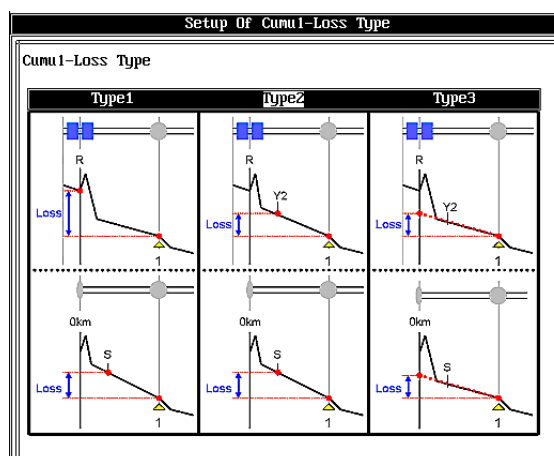 Setup Of Cumul-Loss Type
Cumul-Loss Type
Type1 Type2 Type3
R R R
Y2 Y2
Loss Loss Loss
1 1 1
0km 0km 0km
S S S
Loss Loss Loss
1 1 1